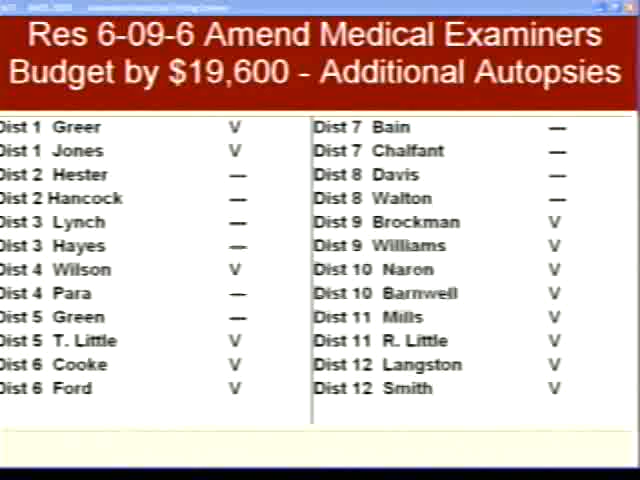 Res 6-09-6 Amend Medical Examiners
Budget by $19,600 - Additional Autopsies
Dist 1 Greer V
Dist 1 Jones V
Dist 2 Hester —
Dist 2 Hancock —
Dist 3 Lynch —
Dist 3 Hayes —
Dist 4 Wilson V
Dist 4 Para —
Dist 5 Green —
Dist 5 T. Little V
Dist 6 Cooke V
Dist 6 Ford V
Dist 7 Bain —
Dist 7 Chalfant —
Dist 8 Davis —
Dist 8 Walton —
Dist 9 Brockman V
Dist 9 Williams V
Dist 10 Naron V
Dist 10 Barnwell V
Dist 11 Mills V
Dist 11 R. Little V
Dist 12 Langston V
Dist 12 Smith V